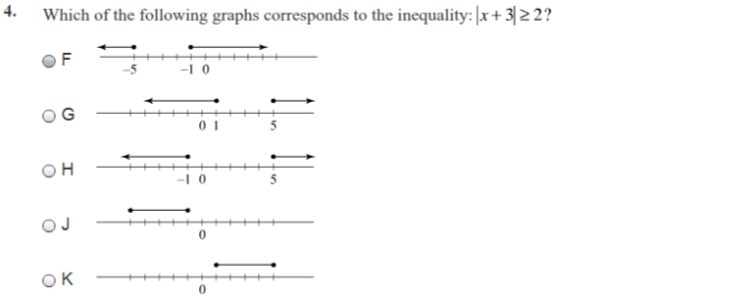 4. Which of the following graphs corresponds to the inequality: |x + 3| ≥ 2?
F
-5 -1 0
G
0 1 5
H
-1 0 5
J
0
K
0